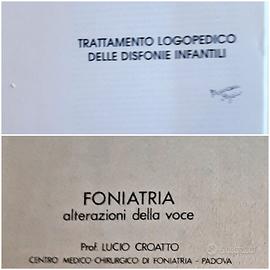 TRATTAMENTO LOGOPEDICO
DELLE DISFONIE INFANTILI
FONIATRIA
alterazioni della voce
Prof. LUCIO CROATTO
CENTRO MEDICO-CHIRURGICO DI FONIATRIA - PADOVA